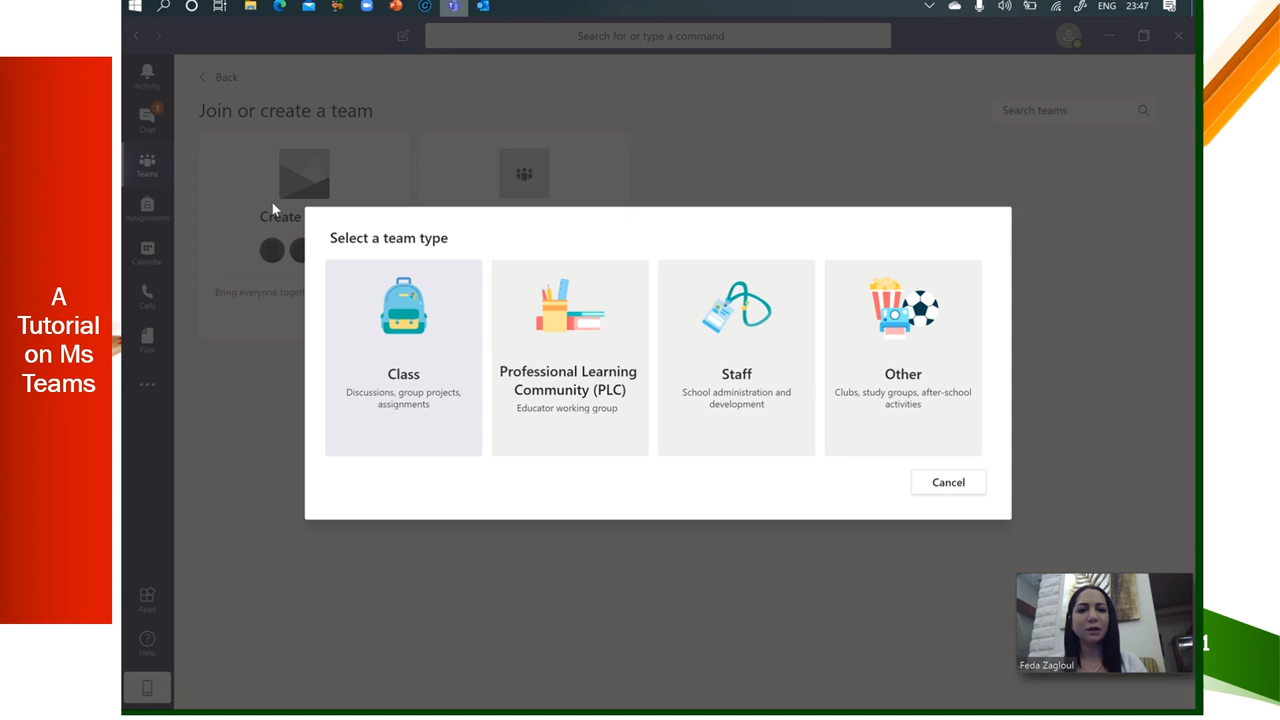 A
Tutorial
on Ms
Teams
ENG 23:47
Search for or type a command
Activity
Back
Join or create a team
Search teams
1
Chat
Teams
Create
Assignments
Calendar
Bring everyone toget
Calls
Files
Select a team type
Class
Discussions, group projects,
assignments
Professional Learning
Community (PLC)
Educator working group
Staff
School administration and
development
Other
Clubs, study groups, after-school
activities
Cancel
Apps
Help
Feda Zagloul
1